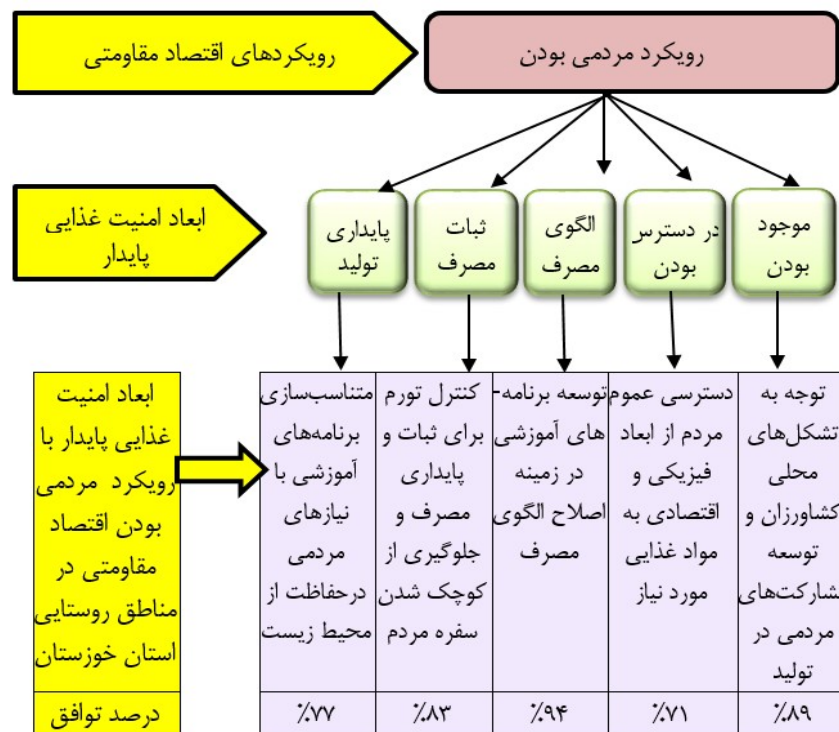 رویکردهای اقتصاد مقاومتی
رویکرد مردمی بودن
ابعاد امنیت غذایی
پایدار
موجود
بودن
در دسترس
بودن
الگوی
مصرف
ثبات
مصرف
پایداری
تولید
ابعاد امنیت
غذایی پایدار با
رویکرد مردمی
بودن اقتصاد
مقاومتی در
مناطق روستایی
استان خوزستان
توجه به
تشکل‌های
محلی
کشاورزان و
توسعه
مشارکت‌های
مردمی در
تولید
دسترسی عموم
مردم از ابعاد
فیزیکی و
اقتصادی به
مواد غذایی
مورد نیاز
توسعه برنامه-
های آموزشی
در زمینه
اصلاح الگوی
مصرف
کنترل تورم
برای ثبات و
پایداری
مصرف و
جلوگیری از
کوچک شدن
سفره مردم
متناسب‌سازی
برنامه‌های
آموزشی با
نیازهای
مردمی
درحفاظت از
محیط زیست
درصد توافق
%۸۹
%۷۱
%۹۴
%۸۳
%۷۷